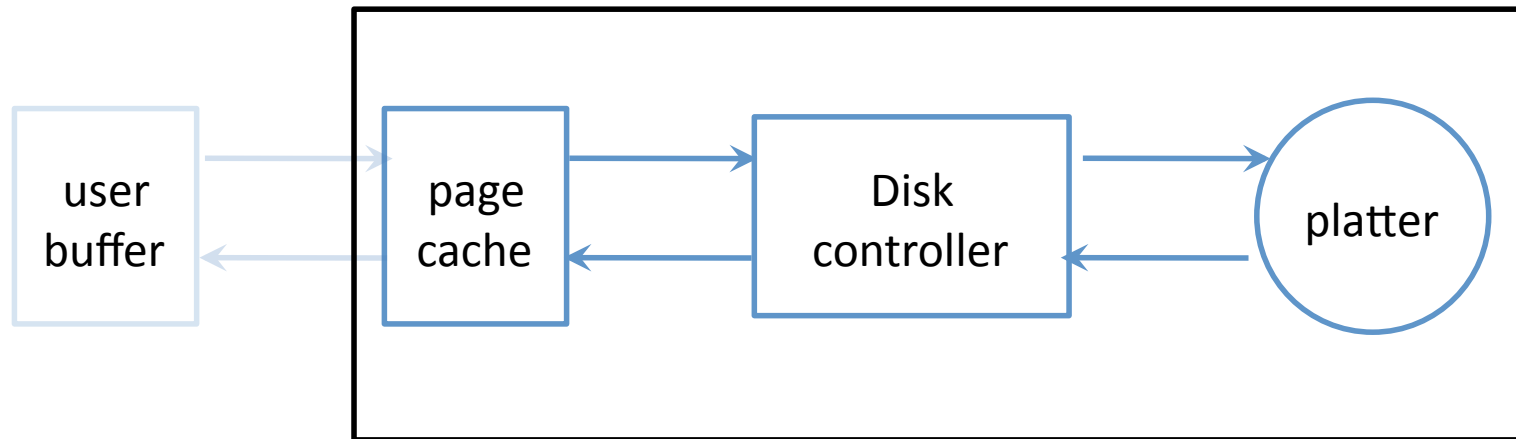 user
buffer
page
cache
Disk
controller
platter